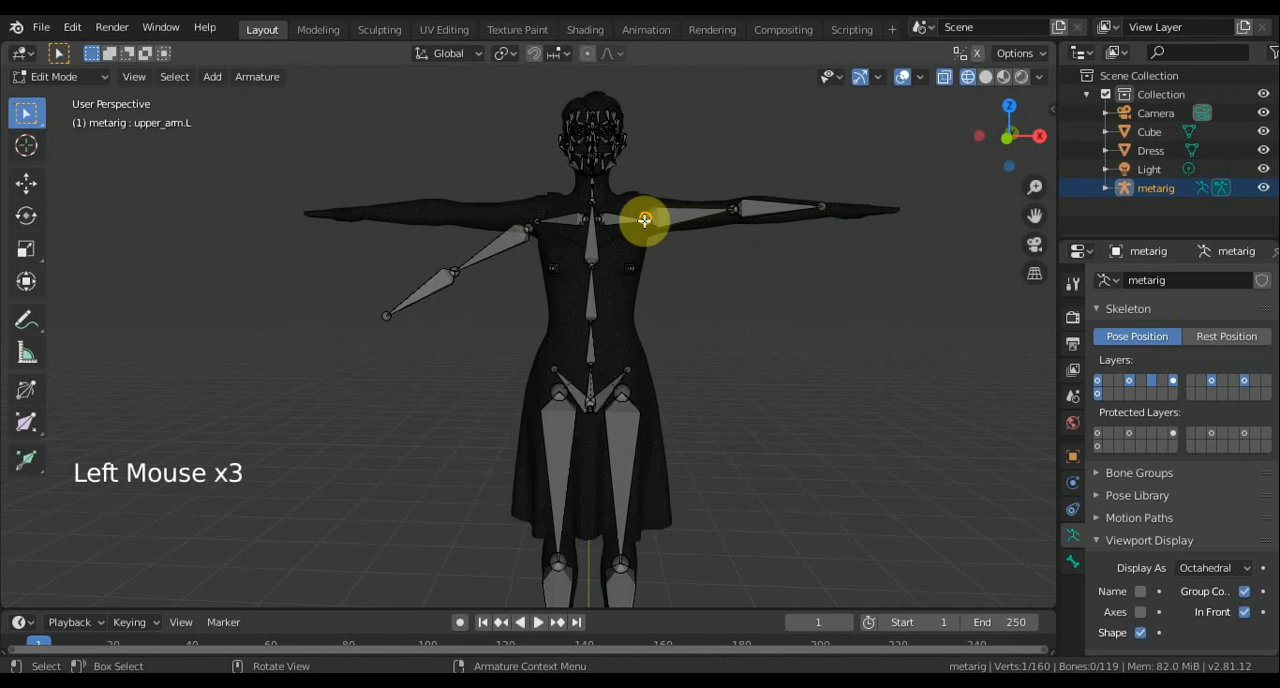 File Edit Render Window Help Layout Modeling Sculpting UV Editing Texture Paint Shading Animation Rendering Compositing Scripting + Scene View Layer
Global Options
Edit Mode View Select Add Armature
User Perspective
(1) metarig : upper_arm.L
Z
X
X
Scene Collection
Collection
Camera
Cube
Dress
Light
metarig
metarig metarig
metarig
Skeleton
Pose Position Rest Position
Layers:
Protected Layers:
Bone Groups
Pose Library
Motion Paths
Viewport Display
Display As Octahedral
Name Group Co..
Axes In Front
Shape
Left Mouse x3
Playback Keying View Marker 1 Start 1 End 250
1 20 40 60 80 100 120 140 160 180 200 220 240
Select Box Select Rotate View Armature Context Menu metarig | Verts:1/160 | Bones:0/119 | Mem: 82.0 MiB | v2.81.12